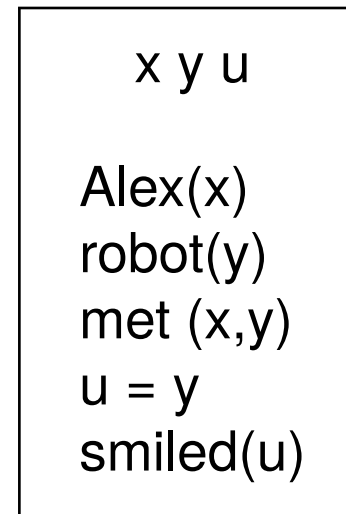 x y u
Alex(x)
robot(y)
met (x,y)
u = y
smiled(u)